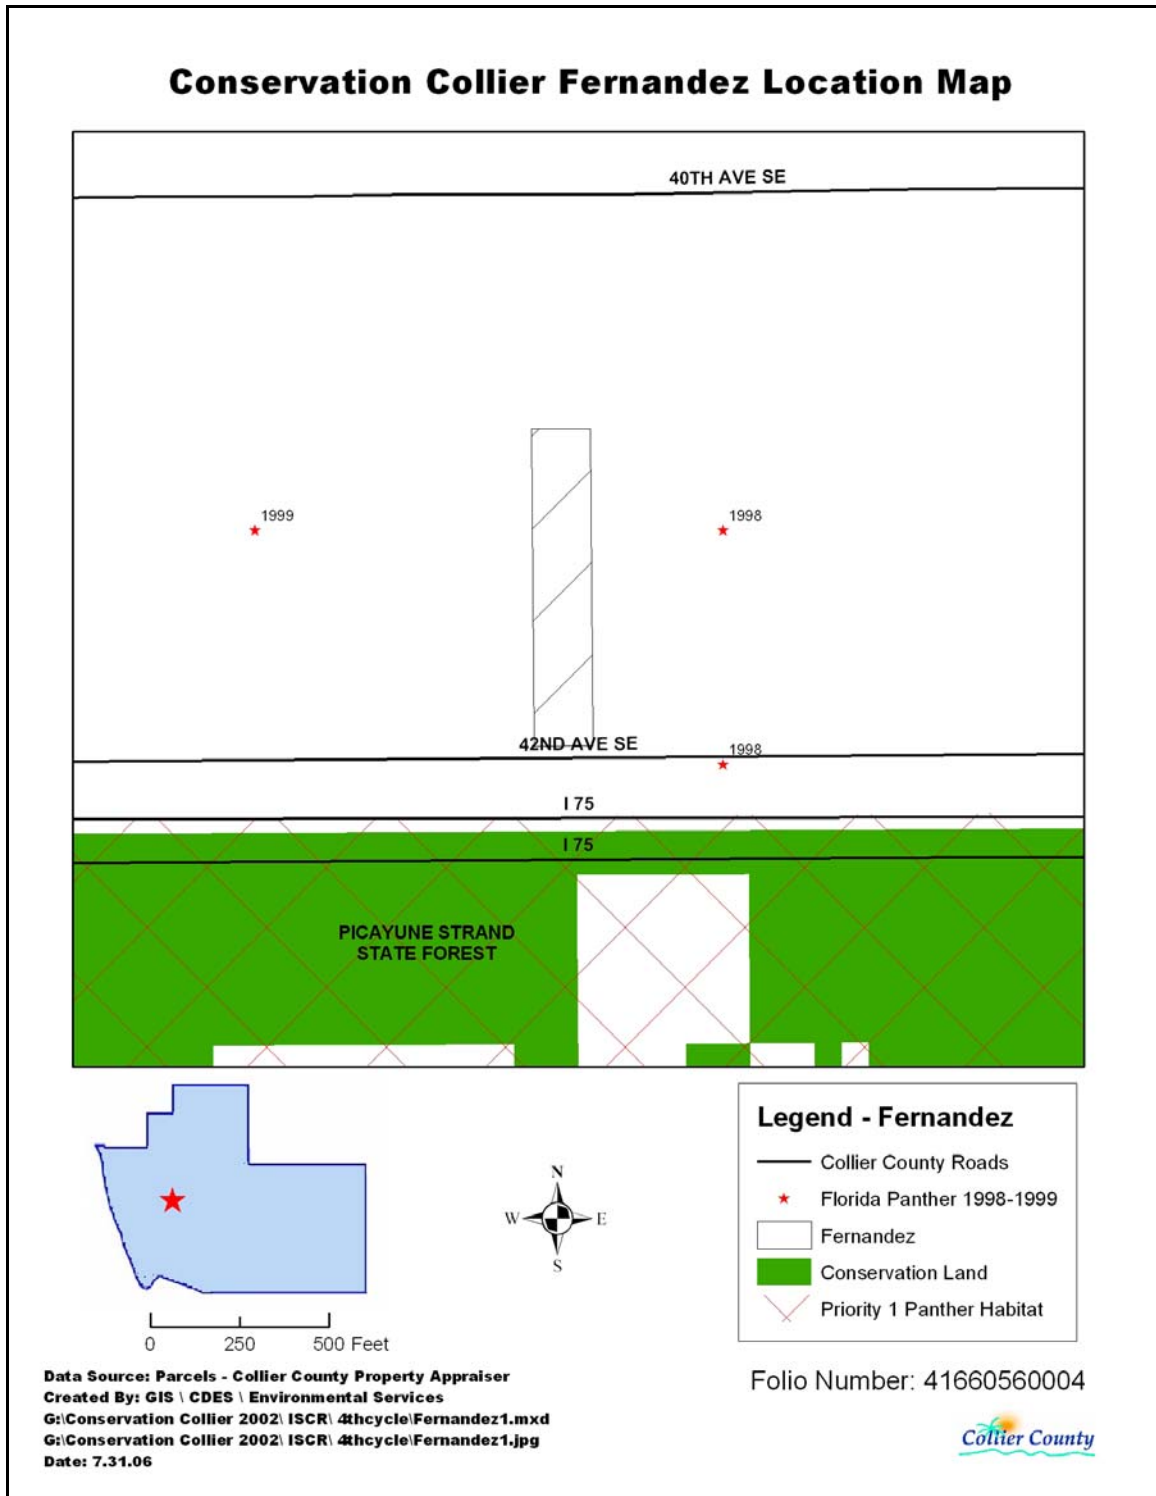 Conservation Collier Fernandez Location Map
40TH AVE SE
1999
1998
42ND AVE SE
1998
I 75
I 75
PICAYUNE STRAND
STATE FOREST
Legend - Fernandez
Collier County Roads
Florida Panther 1998-1999
Fernandez
Conservation Land
Priority 1 Panther Habitat
N
W
E
S
0 250 500 Feet
Data Source: Parcels - Collier County Property Appraiser
Created By: GIS \ CDES \ Environmental Services
G:\Conservation Collier 2002\ ISCR\ 4thcycle\Fernandez1.mxd
G:\Conservation Collier 2002\ ISCR\ 4thcycle\Fernandez1.jpg
Date: 7.31.06
Folio Number: 41660560004
Collier County